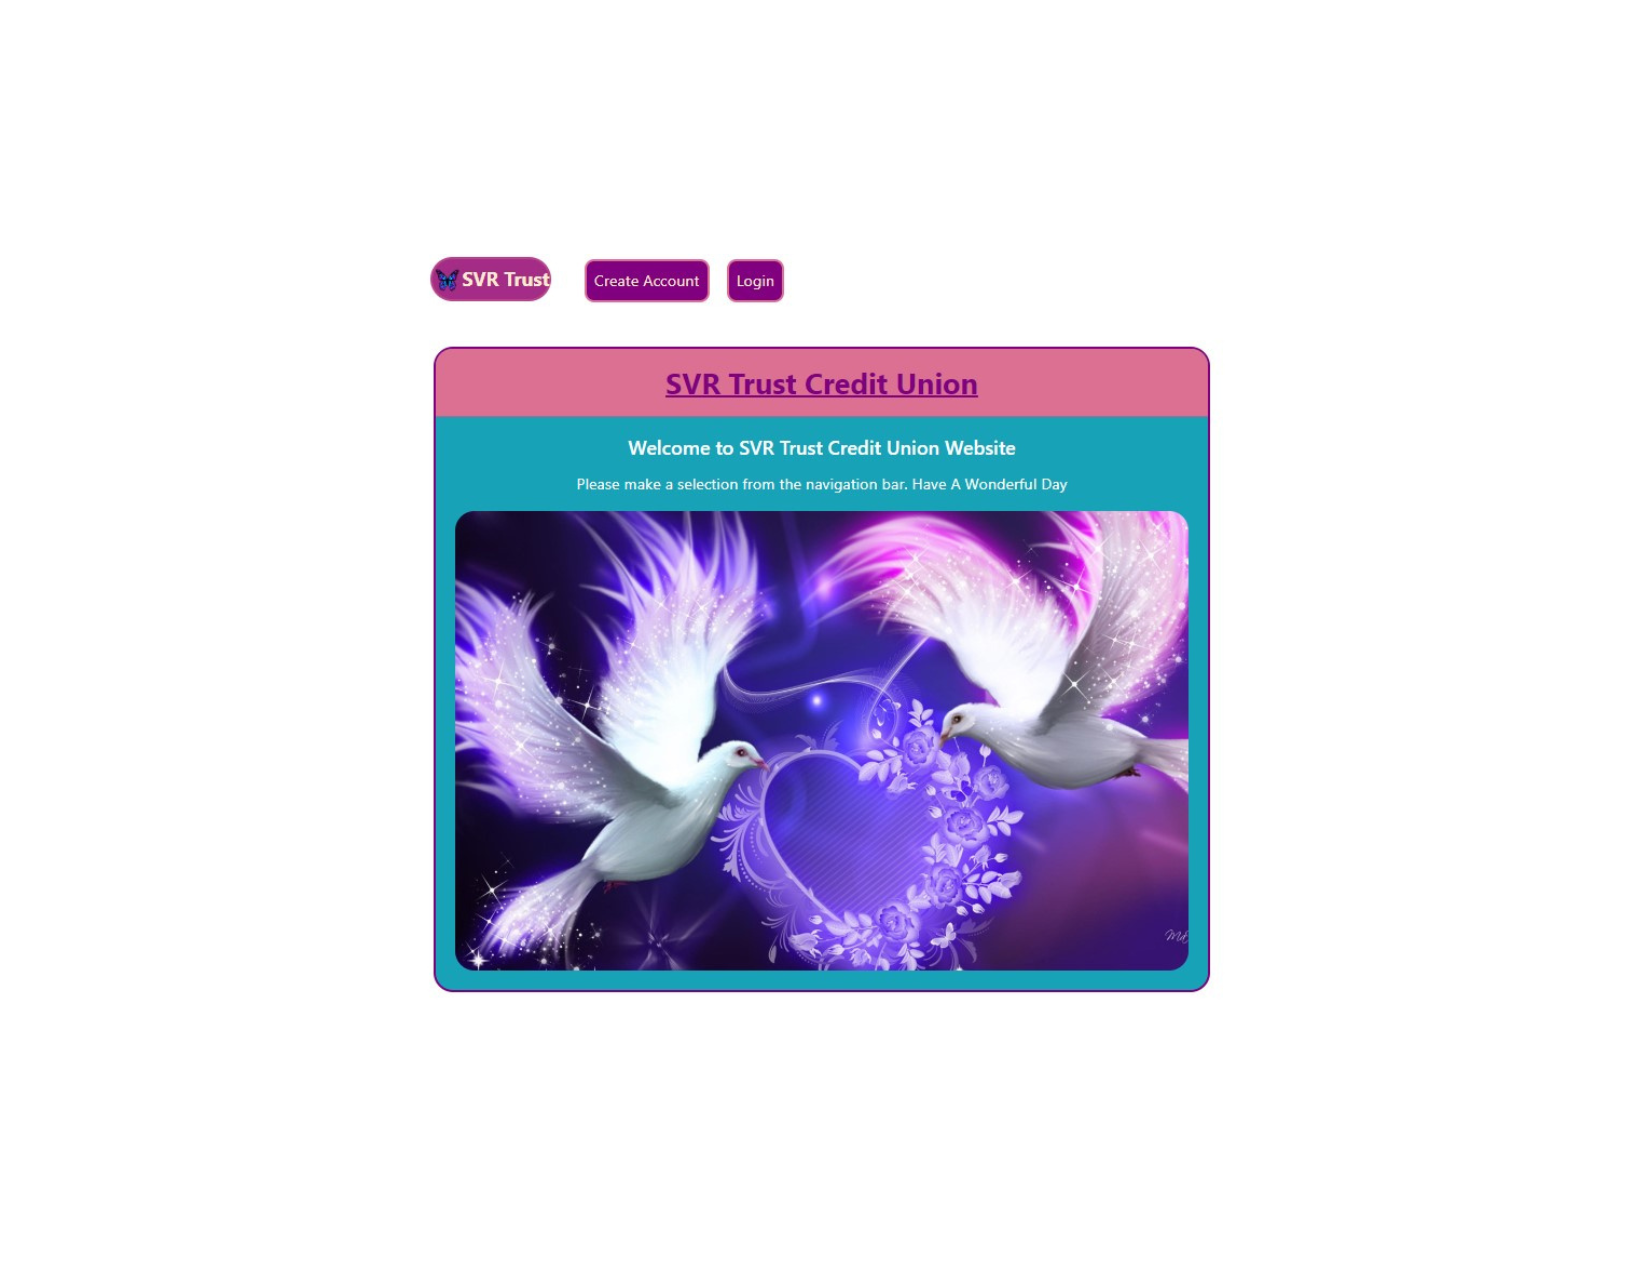 SVR Trust
Create Account
Login
SVR Trust Credit Union
Welcome to SVR Trust Credit Union Website
Please make a selection from the navigation bar. Have A Wonderful Day